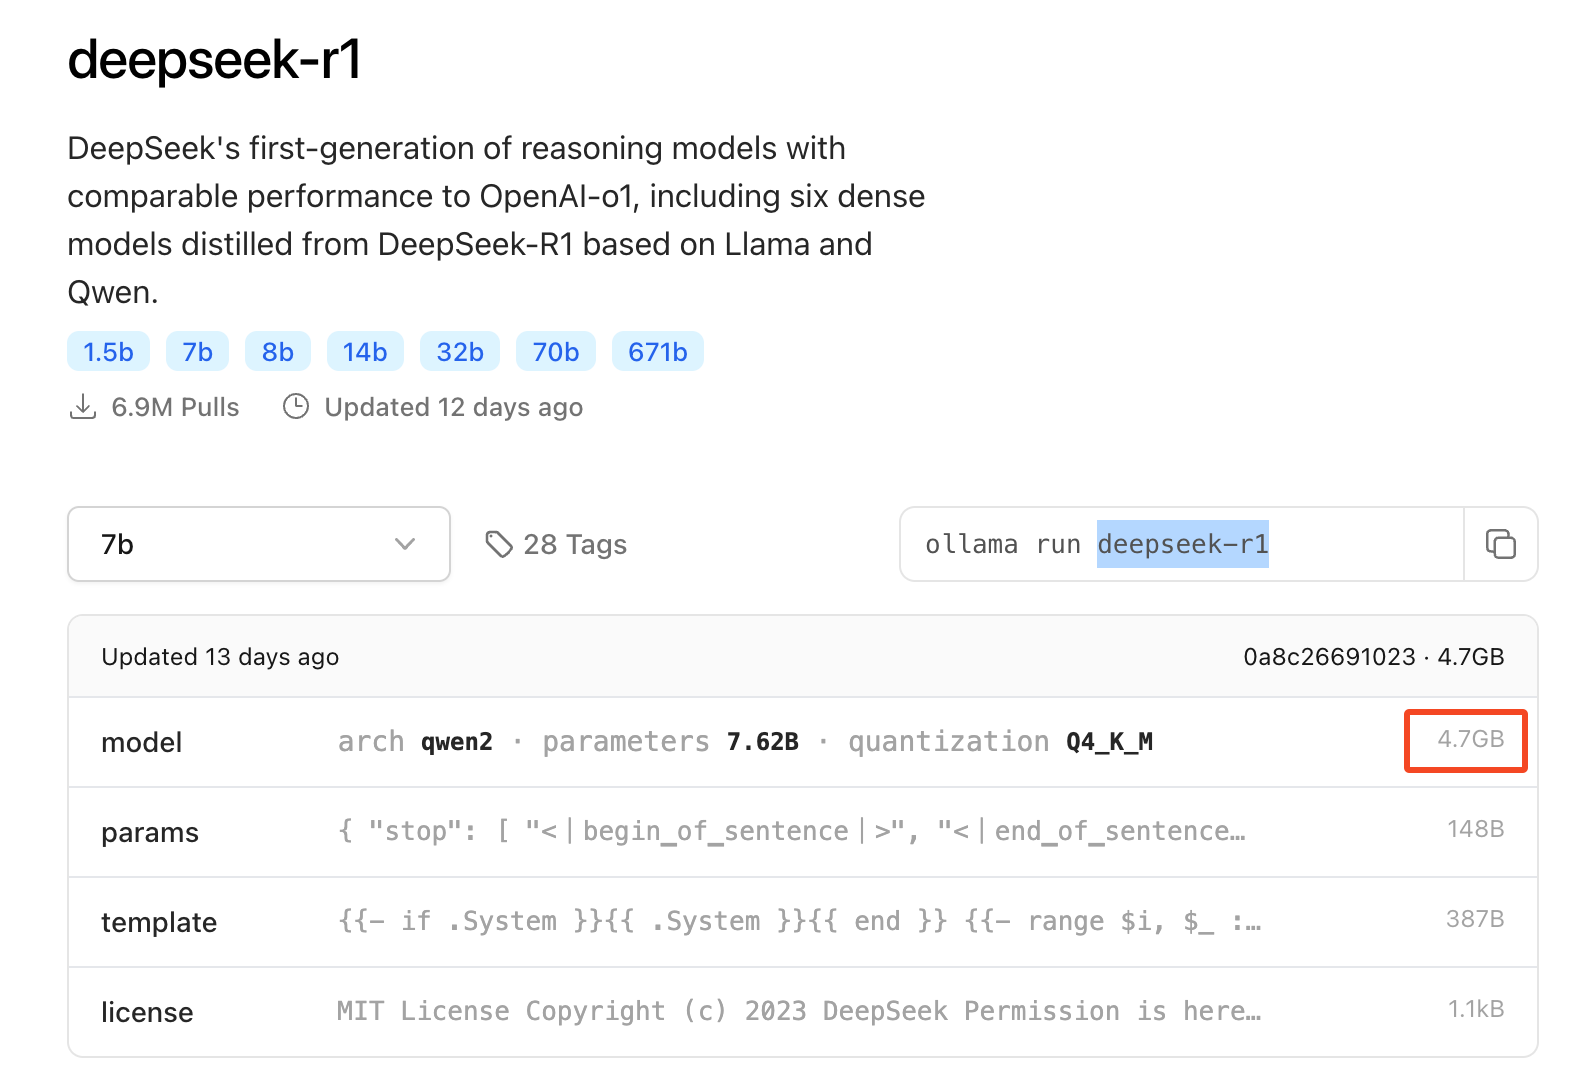 deepseek-r1
DeepSeek's first-generation of reasoning models with
comparable performance to OpenAI-o1, including six dense
models distilled from DeepSeek-R1 based on Llama and
Qwen.
1.5b 7b 8b 14b 32b 70b 671b
6.9M Pulls Updated 12 days ago
7b 28 Tags ollama run deepseek-r1
Updated 13 days ago 0a8c26691023 · 4.7GB
model arch qwen2 · parameters 7.62B · quantization Q4_K_M 4.7GB
params { "stop": [ "<｜begin_of_sentence｜>", "<｜end_of_sentence… 148B
template {{- if .System }}{{ .System }}{{ end }} {{- range $i, $_ :… 387B
license MIT License Copyright (c) 2023 DeepSeek Permission is here… 1.1kB